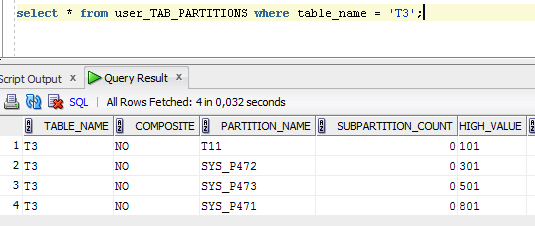 select * from user_TAB_PARTITIONS where table_name = 'T3';
Script Output x Query Result x
SQL | All Rows Fetched: 4 in 0,032 seconds
TABLE_NAME COMPOSITE PARTITION_NAME SUBPARTITION_COUNT HIGH_VALUE
1 T3 NO T11 0 101
2 T3 NO SYS_P472 0 301
3 T3 NO SYS_P473 0 501
4 T3 NO SYS_P471 0 801